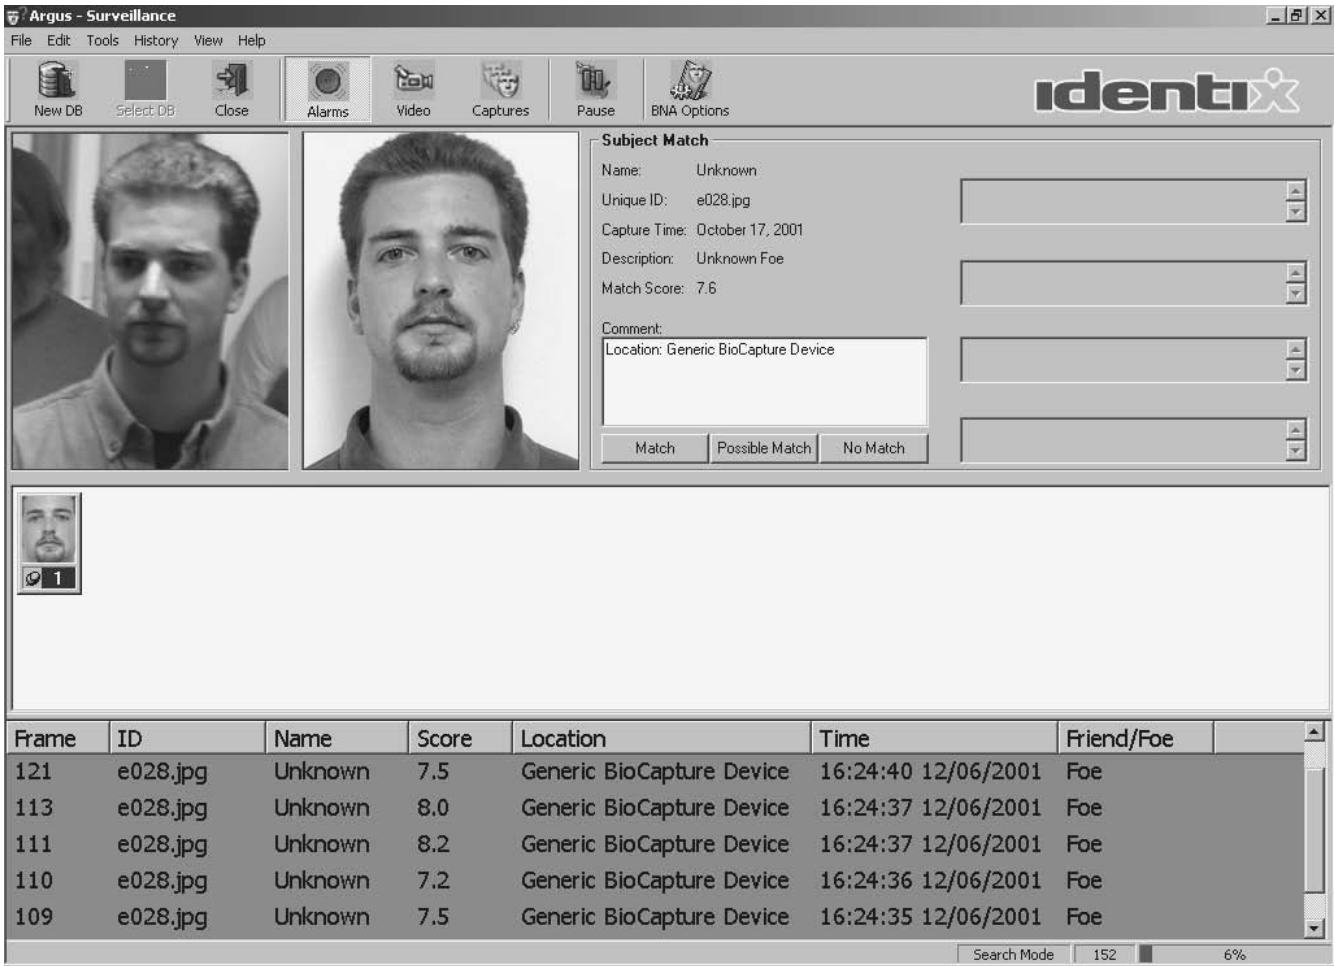 Argus - Surveillance
File Edit Tools History View Help
New DB Select DB Close Alarms Video Captures Pause BNA Options
identix
Subject Match
Name: Unknown
Unique ID: e028.jpg
Capture Time: October 17, 2001
Description: Unknown Foe
Match Score: 7.6
Comment:
Location: Generic BioCapture Device
Match Possible Match No Match
1
Frame ID Name Score Location Time Friend/Foe
121 e028.jpg Unknown 7.5 Generic BioCapture Device 16:24:40 12/06/2001 Foe
113 e028.jpg Unknown 8.0 Generic BioCapture Device 16:24:37 12/06/2001 Foe
111 e028.jpg Unknown 8.2 Generic BioCapture Device 16:24:37 12/06/2001 Foe
110 e028.jpg Unknown 7.2 Generic BioCapture Device 16:24:36 12/06/2001 Foe
109 e028.jpg Unknown 7.5 Generic BioCapture Device 16:24:35 12/06/2001 Foe
Search Mode 152 6%